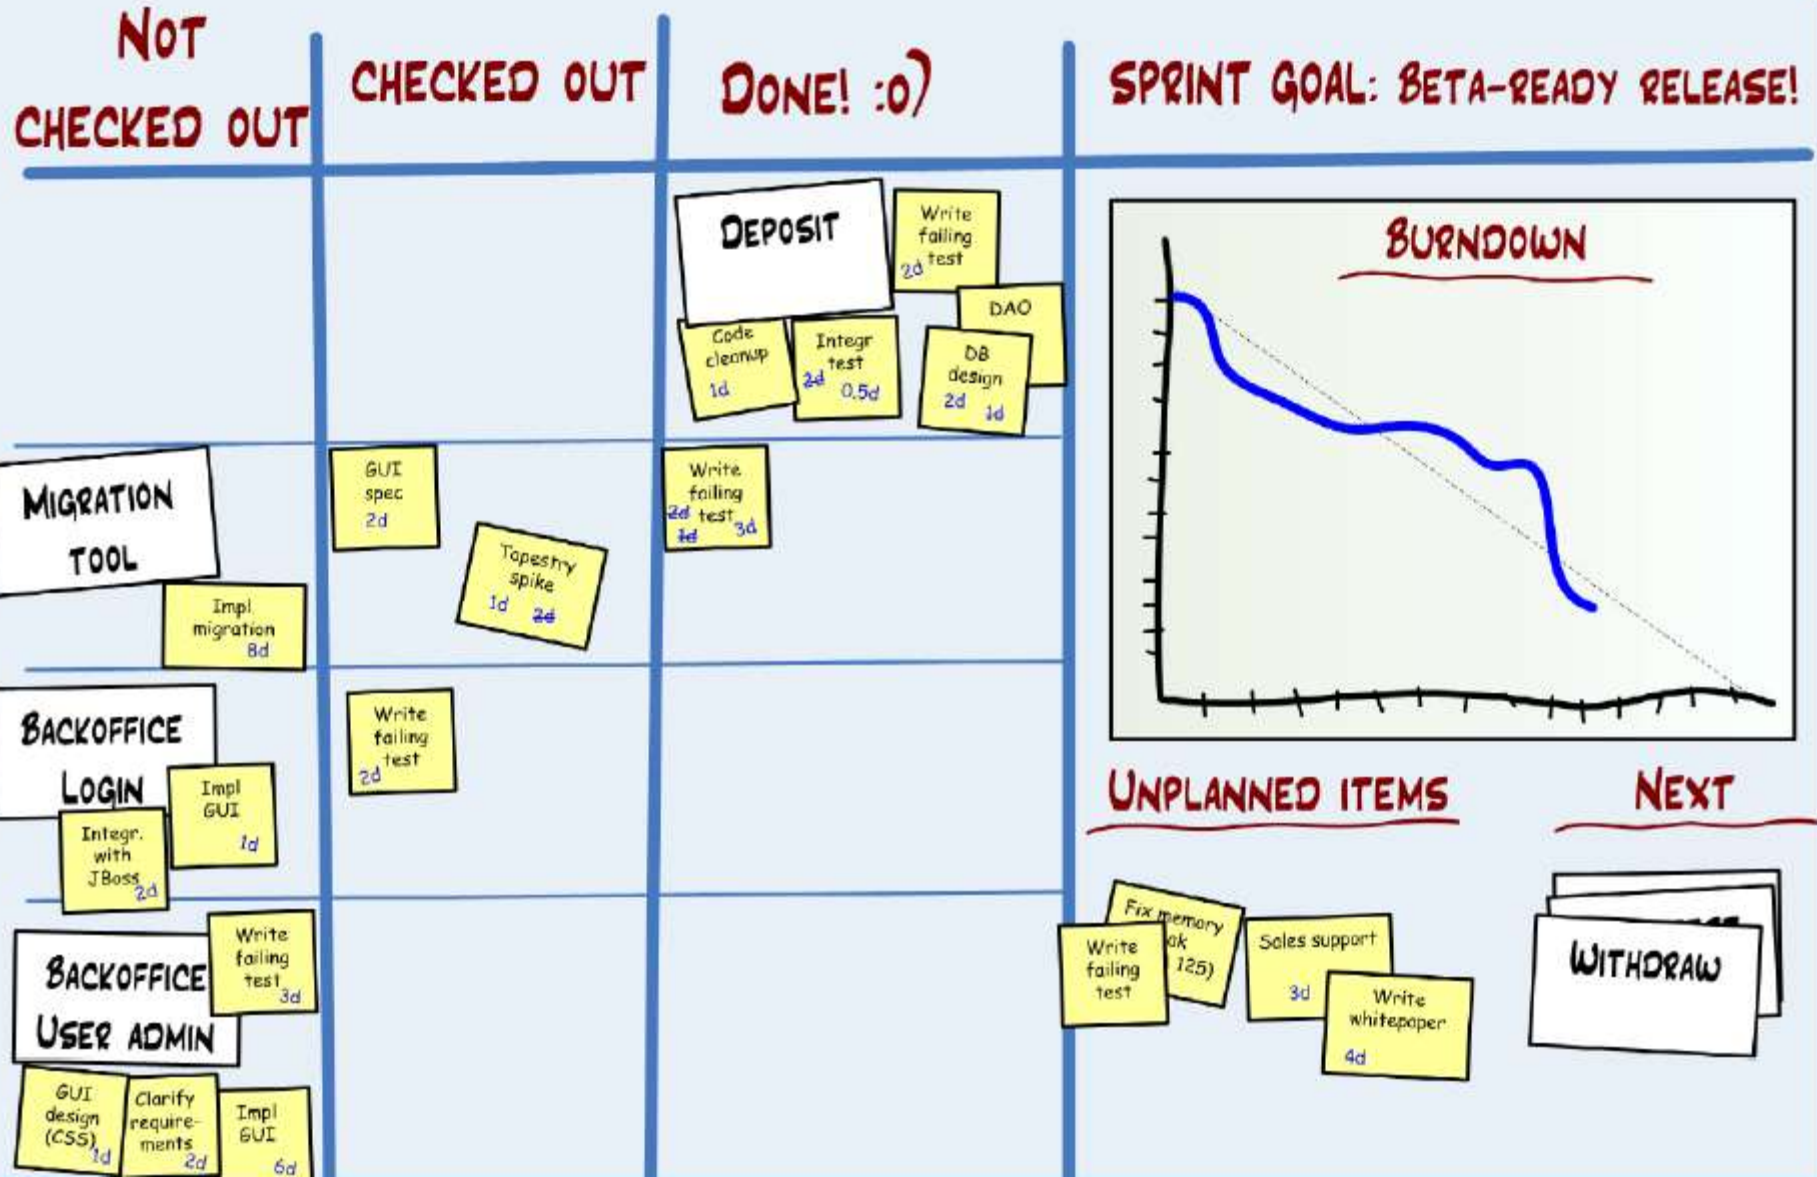 NOT
CHECKED OUT
CHECKED OUT
DONE! :o)
SPRINT GOAL: BETA-READY RELEASE!
DEPOSIT
Write
failing
test
2d
DAO
Code
cleanup
1d
Integr
test
2d
0.5d
DB
design
2d
1d
BURNDOWN
MIGRATION
TOOL
Impl.
migration
8d
GUI
spec
2d
Tapestry
spike
1d 2d
Write
failing
2d test
1d 3d
BACKOFFICE
LOGIN
Impl
GUI
1d
Integr.
with
JBoss
2d
Write
failing
test
2d
BACKOFFICE
USER ADMIN
Write
failing
test
3d
GUI
design
(CSS)
1d
Clarify
require-
ments
2d
Impl
GUI
6d
UNPLANNED ITEMS
NEXT
Fix memory
125)
Write
failing
test
Sales support
3d
Write
whitepaper
4d
WITHDRAW